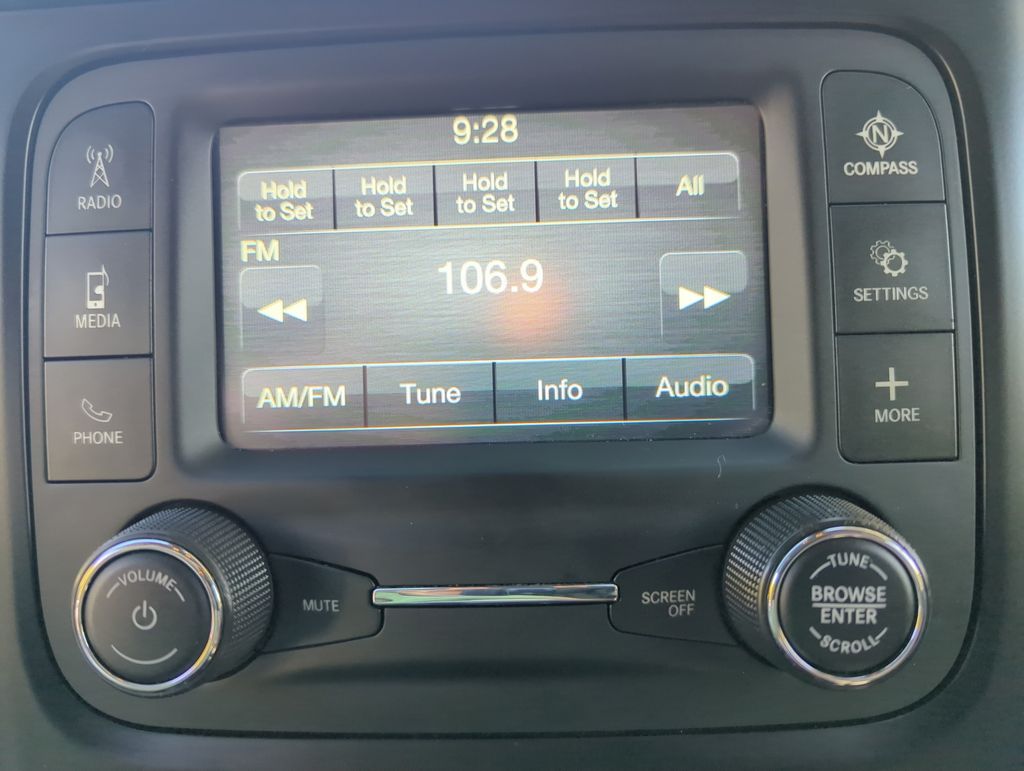 9:28
Hold to Set
Hold to Set
Hold to Set
Hold to Set
All
FM
106.9
AM/FM
Tune
Info
Audio
RADIO
MEDIA
PHONE
N
COMPASS
SETTINGS
MORE
VOLUME
MUTE
SCREEN
OFF
TUNE
BROWSE
ENTER
SCROLL